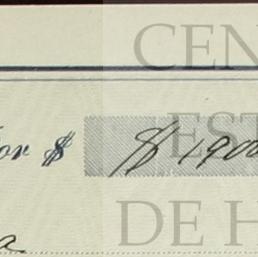 CEN
or $ $ 1900
EST
DE H
a